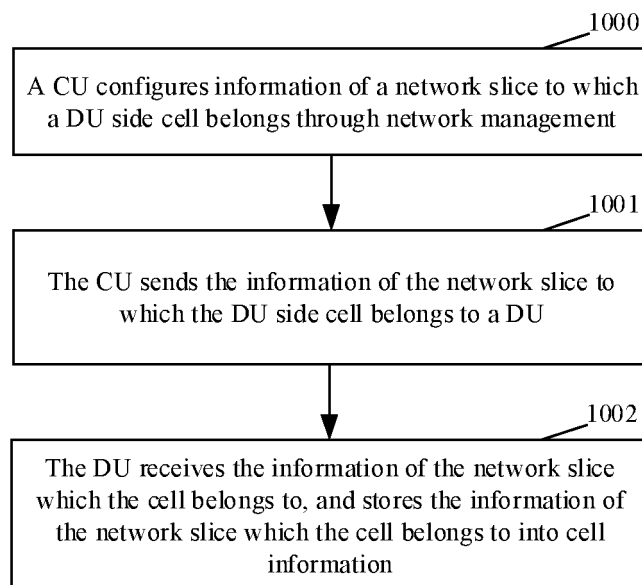 1000
A CU configures information of a network slice to which
a DU side cell belongs through network management
1001
The CU sends the information of the network slice to
which the DU side cell belongs to a DU
1002
The DU receives the information of the network slice
which the cell belongs to, and stores the information of
the network slice which the cell belongs to into cell
information